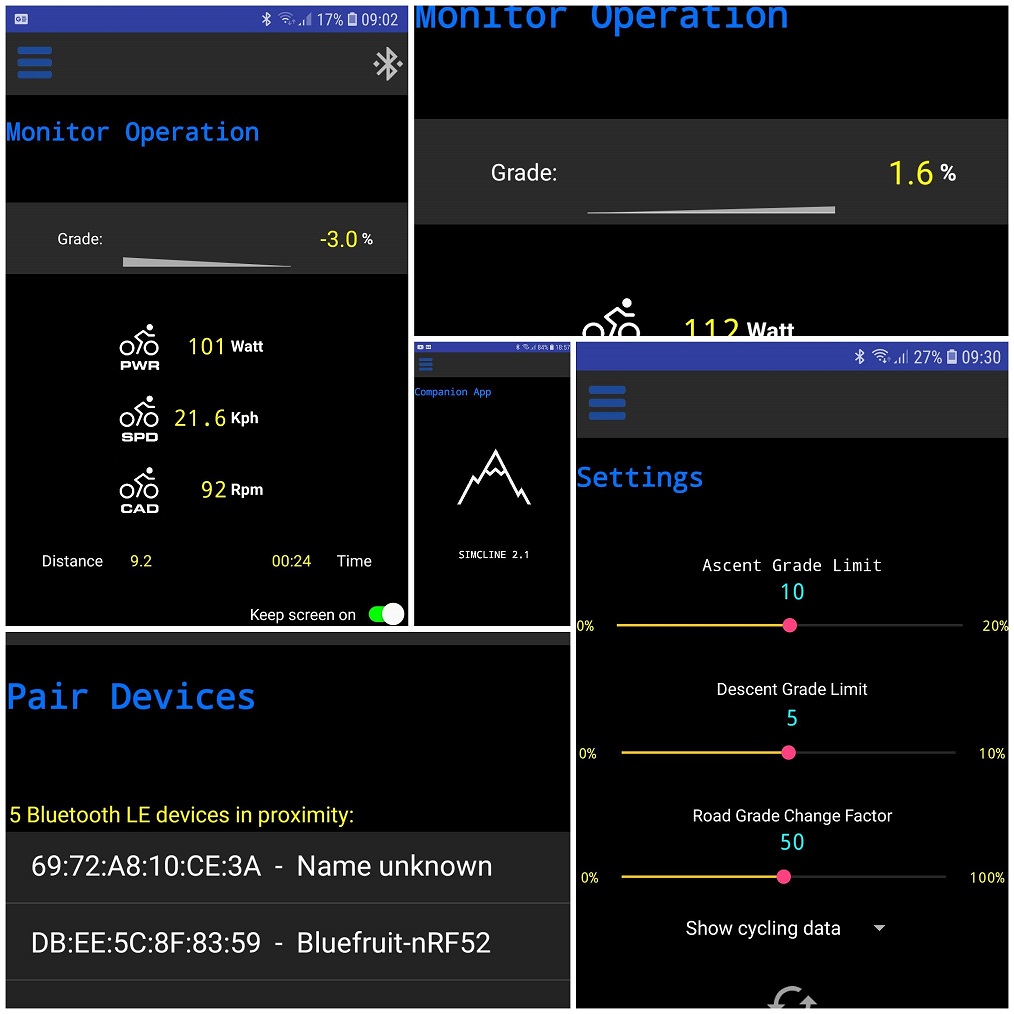 17% 09:02
Monitor Operation
Grade: -3.0 %
PWR 101 Watt
SPD 21.6 Kph
CAD 92 Rpm
Distance 9.2 00:24 Time
Keep screen on
Monitor Operation
Grade: 1.6 %
112 Watt
84% 18:57
Companion App
SIMCLINE 2.1
27% 09:30
Settings
Ascent Grade Limit
10
0% 20%
Descent Grade Limit
5
0% 10%
Road Grade Change Factor
50
0% 100%
Show cycling data
Pair Devices
5 Bluetooth LE devices in proximity:
69:72:A8:10:CE:3A - Name unknown
DB:EE:5C:8F:83:59 - Bluefruit-nRF52